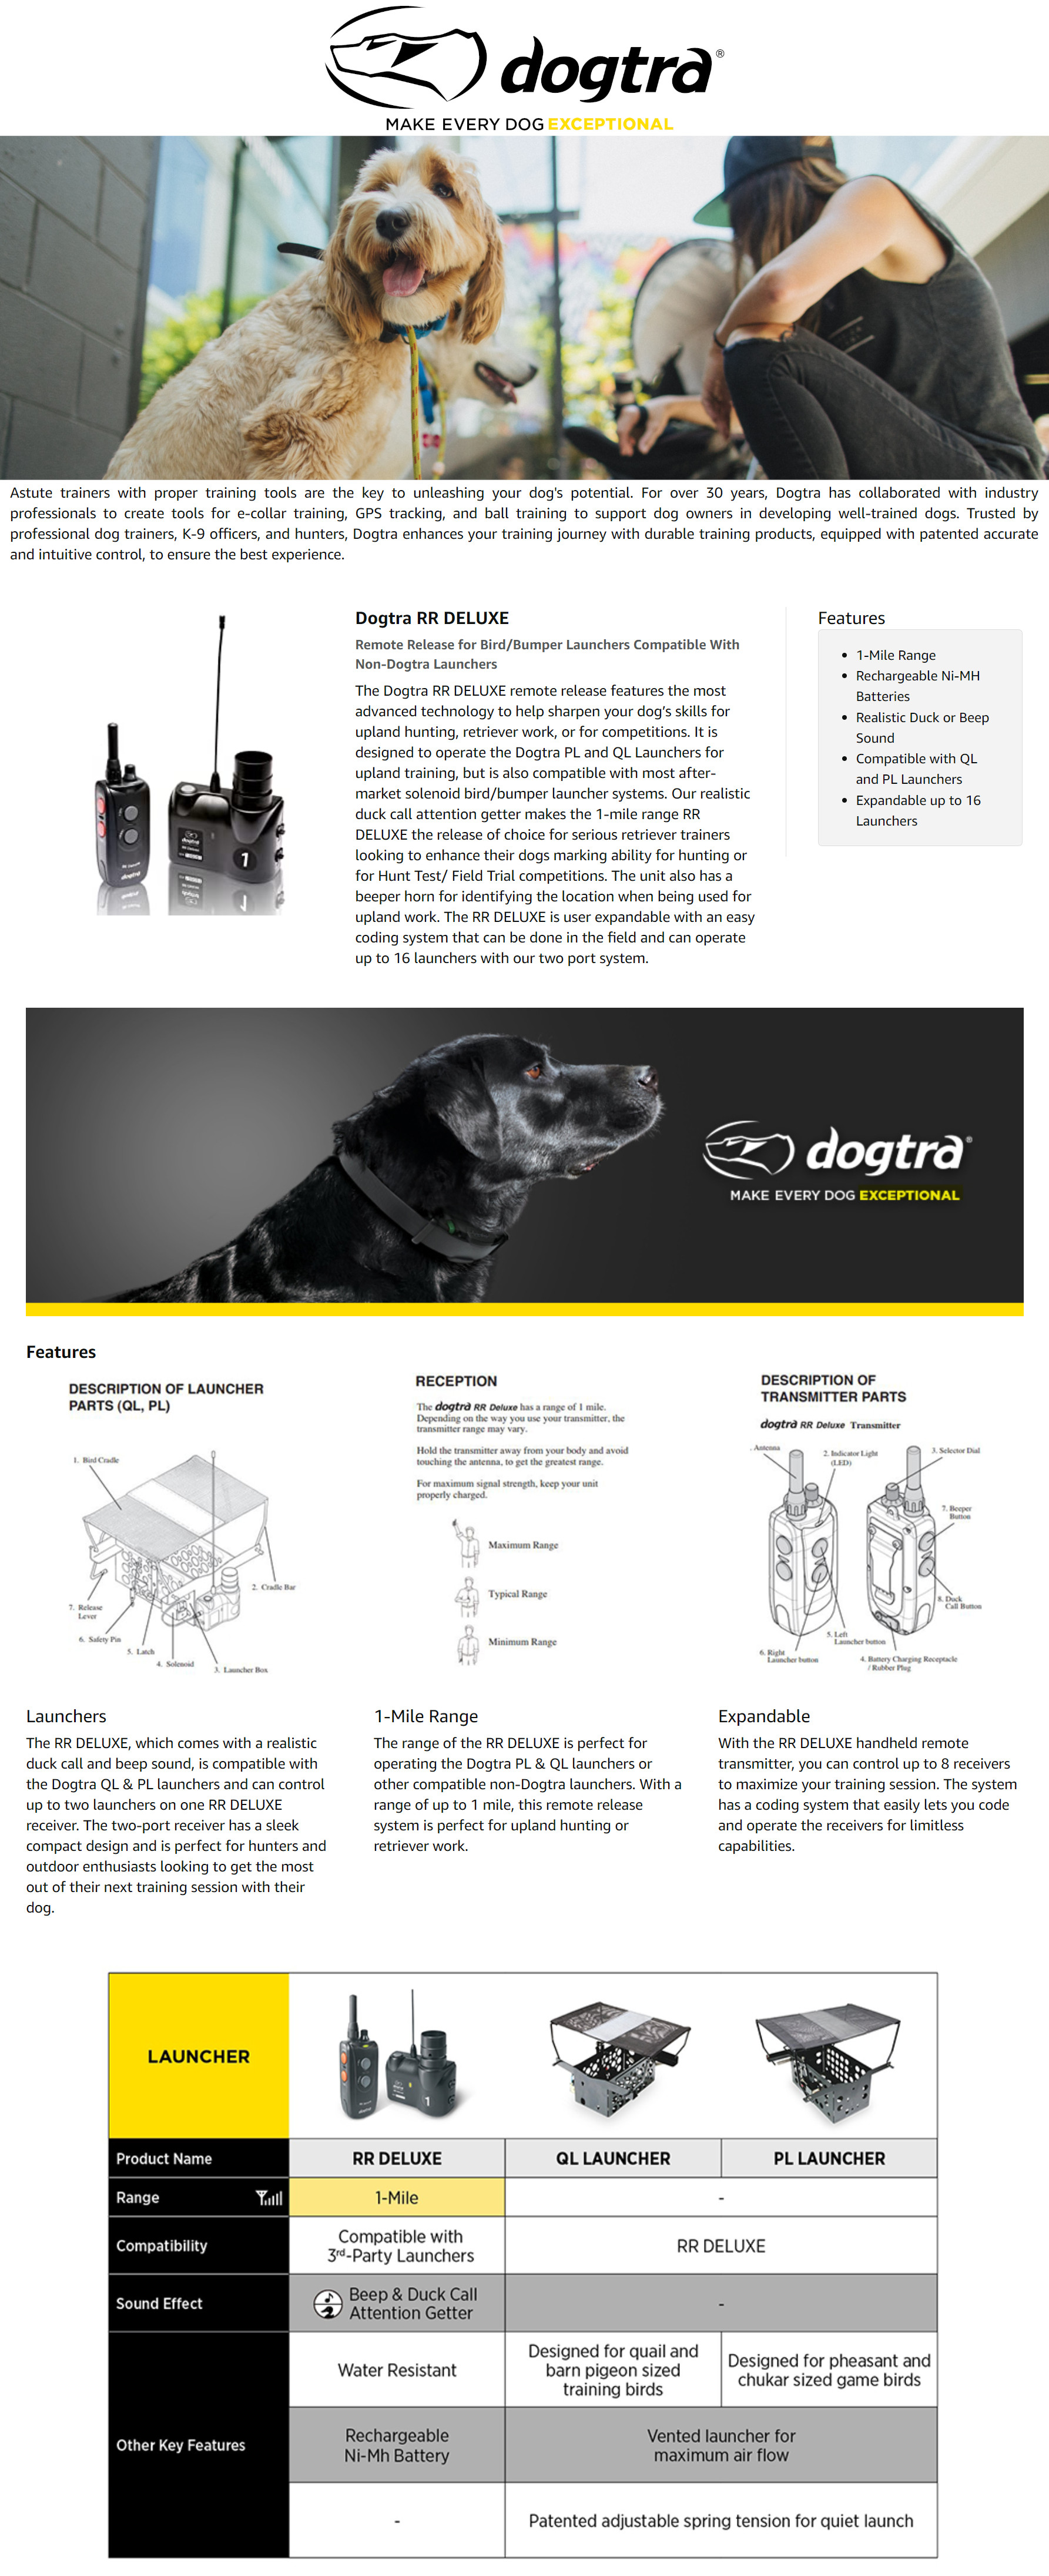 dogtra®
MAKE EVERY DOG EXCEPTIONAL
Astute trainers with proper training tools are the key to unleashing your dog's potential. For over 30 years, Dogtra has collaborated with industry
professionals to create tools for e-collar training, GPS tracking, and ball training to support dog owners in developing well-trained dogs. Trusted by
professional dog trainers, K-9 officers, and hunters, Dogtra enhances your training journey with durable training products, equipped with patented accurate
and intuitive control, to ensure the best experience.
Dogtra RR DELUXE
Remote Release for Bird/Bumper Launchers Compatible With
Non-Dogtra Launchers
The Dogtra RR DELUXE remote release features the most
advanced technology to help sharpen your dog's skills for
upland hunting, retriever work, or for competitions. It is
designed to operate the Dogtra PL and QL Launchers for
upland training, but is also compatible with most after-
market solenoid bird/bumper launcher systems. Our realistic
duck call attention getter makes the 1-mile range RR
DELUXE the release of choice for serious retriever trainers
looking to enhance their dogs marking ability for hunting or
for Hunt Test/ Field Trial competitions. The unit also has a
beeper horn for identifying the location when being used for
upland work. The RR DELUXE is user expandable with an easy
coding system that can be done in the field and can operate
up to 16 launchers with our two port system.
Features
• 1-Mile Range
• Rechargeable Ni-MH
Batteries
• Realistic Duck or Beep
Sound
• Compatible with QL
and PL Launchers
• Expandable up to 16
Launchers
dogtra
dogtra
1
dogtra®
MAKE EVERY DOG EXCEPTIONAL
Features
DESCRIPTION OF LAUNCHER
PARTS (QL, PL)
1. Bird Cradle
2. Cradle Bar
7. Release
Lever
6. Safety Pin
5. Latch
4. Solenoid
3. Launcher Box
RECEPTION
The dogtra RR Deluxe has a range of 1 mile.
Depending on the way you use your transmitter, the
transmitter range may vary.
Hold the transmitter away from your body and avoid
touching the antenna, to get the greatest range.
For maximum signal strength, keep your unit
properly charged.
Maximum Range
Typical Range
Minimum Range
DESCRIPTION OF
TRANSMITTER PARTS
dogtra RR Deluxe Transmitter
. Antenna
2. Indicator Light
(LED)
3. Selector Dial
7. Beeper
Button
8. Duck
Call Button
5. Left
Launcher button
6. Right
Launcher button
4. Battery Charging Receptacle
/ Rubber Plug
Launchers
The RR DELUXE, which comes with a realistic
duck call and beep sound, is compatible with
the Dogtra QL & PL launchers and can control
up to two launchers on one RR DELUXE
receiver. The two-port receiver has a sleek
compact design and is perfect for hunters and
outdoor enthusiasts looking to get the most
out of their next training session with their
dog.
1-Mile Range
The range of the RR DELUXE is perfect for
operating the Dogtra PL & QL launchers or
other compatible non-Dogtra launchers. With a
range of up to 1 mile, this remote release
system is perfect for upland hunting or
retriever work.
Expandable
With the RR DELUXE handheld remote
transmitter, you can control up to 8 receivers
to maximize your training session. The system
has a coding system that easily lets you code
and operate the receivers for limitless
capabilities.
LAUNCHER
1
Product Name
RR DELUXE
QL LAUNCHER
PL LAUNCHER
Range
1-Mile
-
Compatibility
Compatible with
3rd-Party Launchers
RR DELUXE
Sound Effect
Beep & Duck Call
Attention Getter
-
Other Key Features
Water Resistant
Designed for quail and
barn pigeon sized
training birds
Designed for pheasant and
chukar sized game birds
Rechargeable
Ni-Mh Battery
Vented launcher for
maximum air flow
-
Patented adjustable spring tension for quiet launch